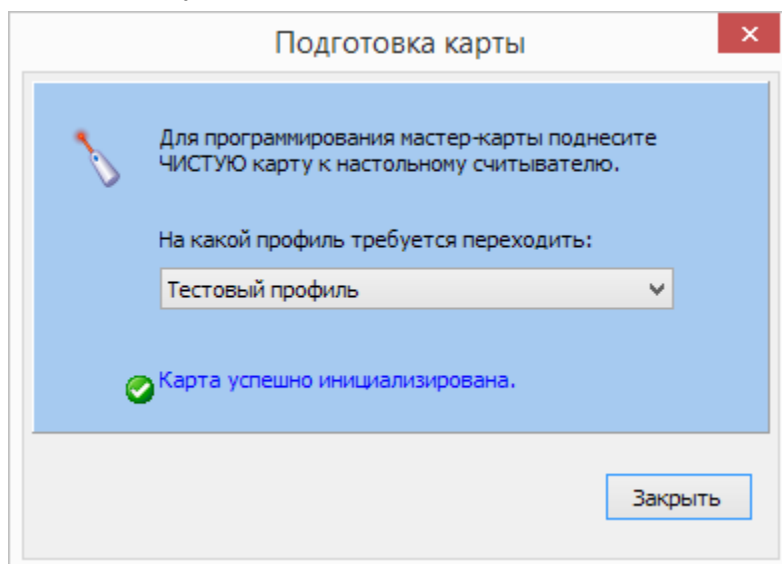 Подготовка карты
Для программирования мастер-карты поднесите
ЧИСТУЮ карту к настольному считывателю.
На какой профиль требуется переходить:
Тестовый профиль
Карта успешно инициализирована.
Закрыть